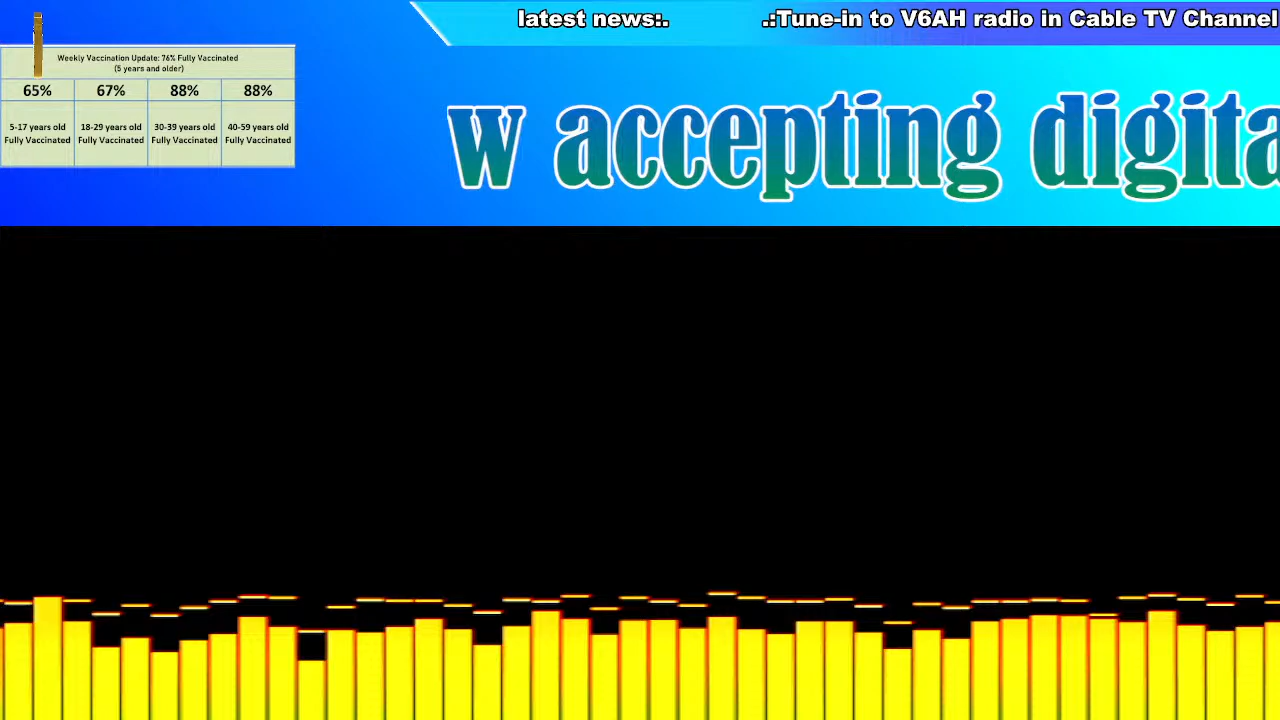 latest news:. .:Tune-in to V6AH radio in Cable TV Channel
Weekly Vaccination Update: 76% Fully Vaccinated
(5 years and older)
65% 67% 88% 88%
5-17 years old 18-29 years old 30-39 years old 40-59 years old
Fully Vaccinated Fully Vaccinated Fully Vaccinated Fully Vaccinated
w accepting digita